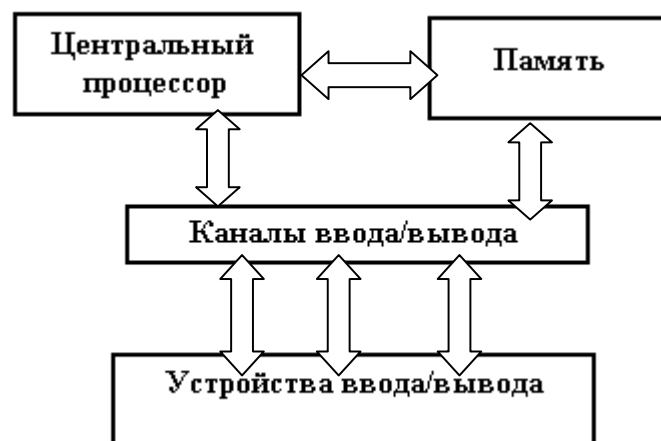 Центральный
процессор
Память
Каналы ввода/вывода
Устройства ввода/вывода